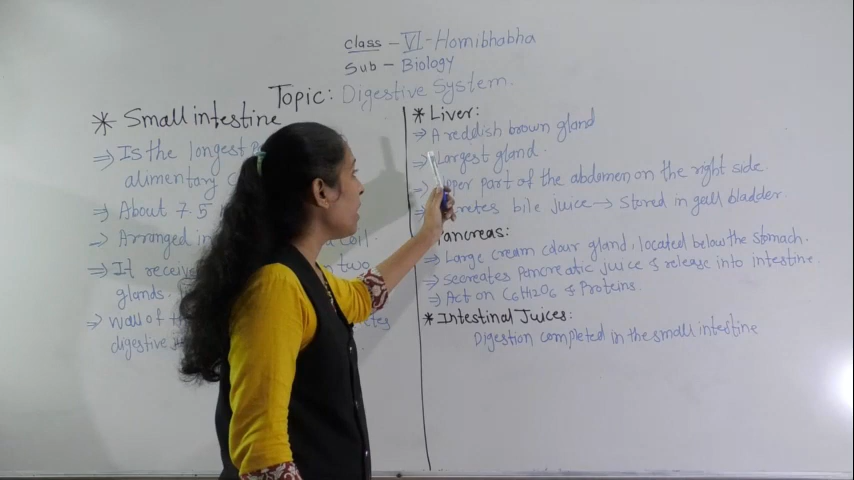 class - VI - Homibhabha
Sub - Biology
Topic: Digestive System.
* Small intestine
⇒ Is the longest
alimentary
⇒ About 7.5
→ Arranged in coil
⇒ It receives two
glands.
⇒ wall of
digestive
* Liver:
⇒ A reddish brown gland
⇒ Largest gland.
⇒ upper part of the abdomen on the right side
bile juice → Stored in gall bladder.
Pancreas:
⇒ Large cream colour gland, located below the stomach.
⇒ secreates pancreatic juice & release into intestine.
⇒ Act on C6H12O6 & Proteins.
* Intestinal Juices:
Digestion completed in the small intestine